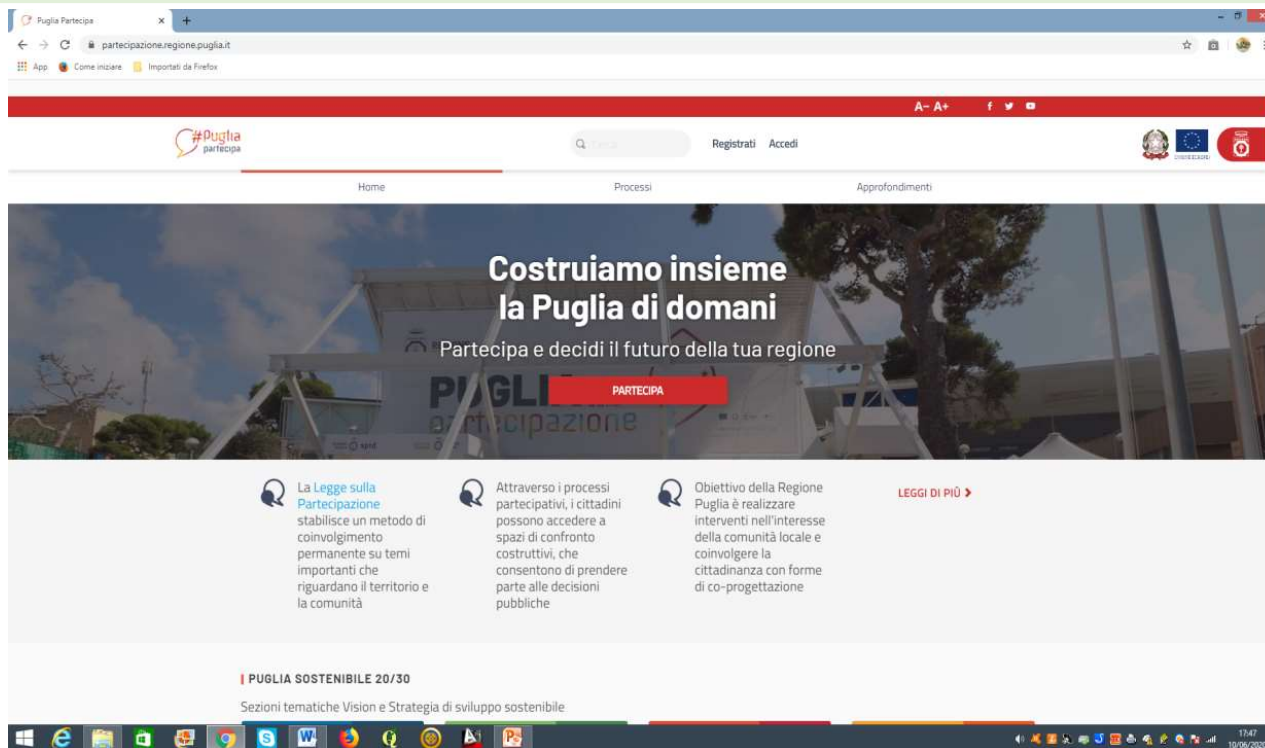 Puglia Partecipa
partecipazione.regione.puglia.it
App Come iniziare Importati da Firefox
A- A+
#Puglia
partecipa
Registrati Accedi
Home Processi Approfondimenti
Costruiamo insieme
la Puglia di domani
Partecipa e decidi il futuro della tua regione
PARTECIPA
partecipazione
La Legge sulla
Partecipazione
stabilisce un metodo di
coinvolgimento
permanente su temi
importanti che
riguardano il territorio e
la comunità
Attraverso i processi
partecipativi, i cittadini
possono accedere a
spazi di confronto
costruttivi, che
consentono di prendere
parte alle decisioni
pubbliche
Obiettivo della Regione
Puglia è realizzare
interventi nell'interesse
della comunità locale e
coinvolgere la
cittadinanza con forme
di co-progettazione
LEGGI DI PIÙ
PUGLIA SOSTENIBILE 20/30
Sezioni tematiche Vision e Strategia di sviluppo sostenibile
17:47